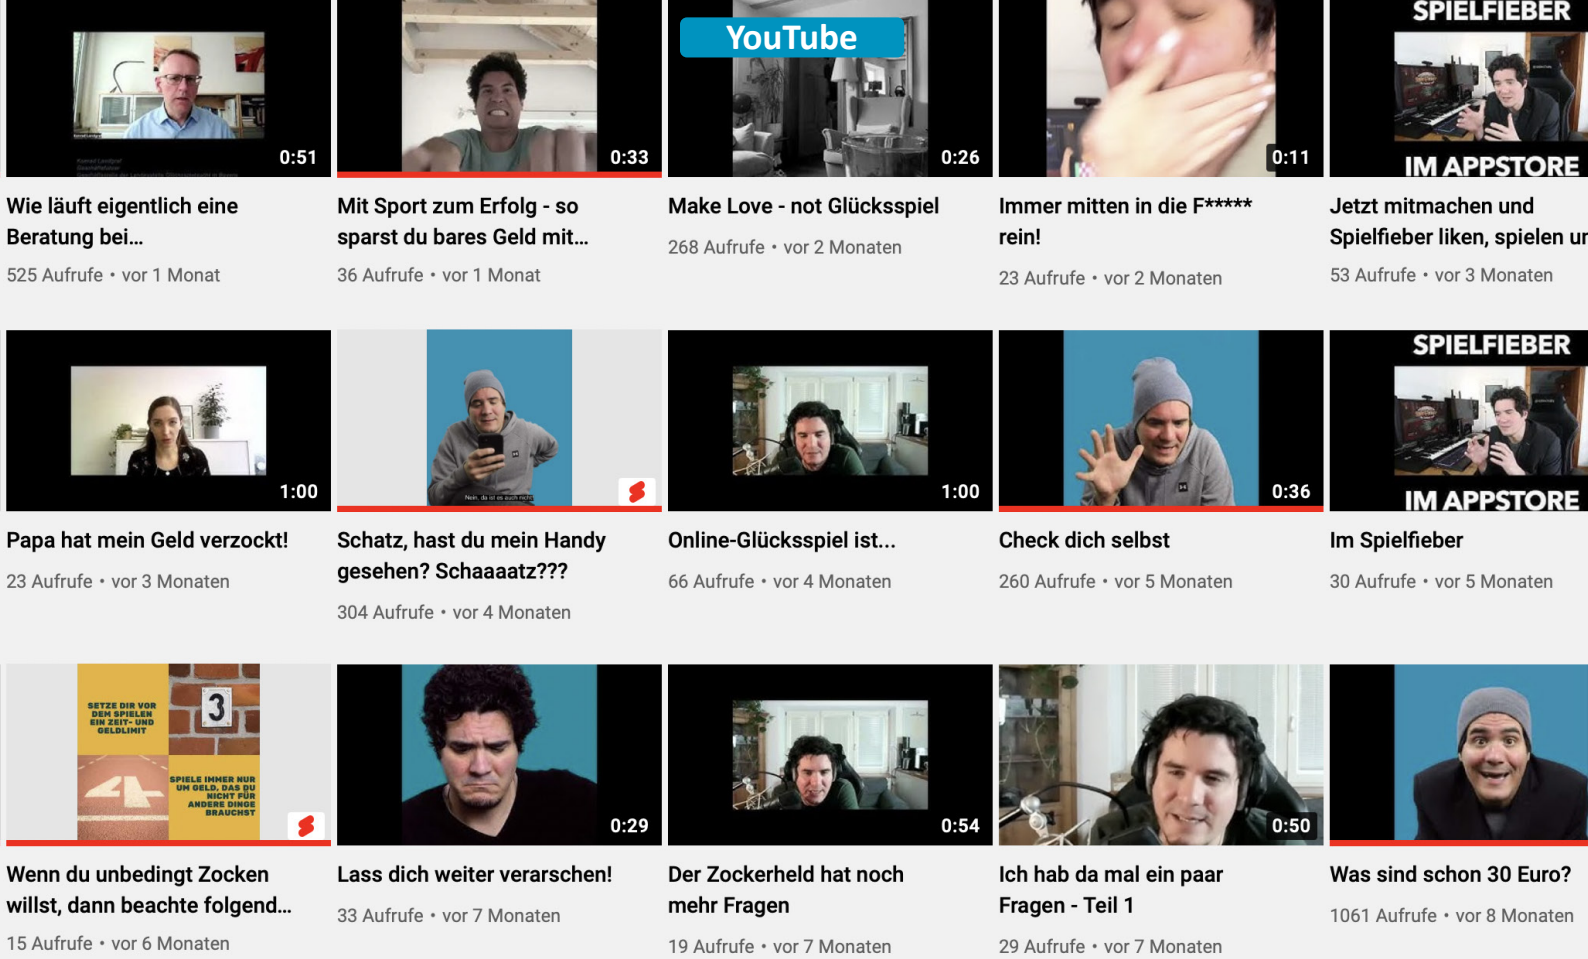 YouTube
SPIELFIEBER
0:51
0:33
0:26
0:11
IM APPSTORE
Wie läuft eigentlich eine
Beratung bei...
525 Aufrufe • vor 1 Monat
Mit Sport zum Erfolg - so
sparst du bares Geld mit...
36 Aufrufe • vor 1 Monat
Make Love - not Glücksspiel
268 Aufrufe • vor 2 Monaten
Immer mitten in die F*****
rein!
23 Aufrufe • vor 2 Monaten
Jetzt mitmachen und
Spielfieber liken, spielen un
53 Aufrufe • vor 3 Monaten
SPIELFIEBER
1:00
Nein, da ist es auch nicht
1:00
0:36
IM APPSTORE
Papa hat mein Geld verzockt!
23 Aufrufe • vor 3 Monaten
Schatz, hast du mein Handy
gesehen? Schaaaaatz???
304 Aufrufe • vor 4 Monaten
Online-Glücksspiel ist...
66 Aufrufe • vor 4 Monaten
Check dich selbst
260 Aufrufe • vor 5 Monaten
Im Spielfieber
30 Aufrufe • vor 5 Monaten
SETZE DIR VOR
DEM SPIELEN
EIN ZEIT- UND
GELDLIMIT
3
4
SPIELE IMMER NUR
UM GELD, DAS DU
NICHT FÜR
ANDERE DINGE
BRAUCHST
0:29
0:54
0:50
Wenn du unbedingt Zocken
willst, dann beachte folgend...
15 Aufrufe • vor 6 Monaten
Lass dich weiter verarschen!
33 Aufrufe • vor 7 Monaten
Der Zockerheld hat noch
mehr Fragen
19 Aufrufe • vor 7 Monaten
Ich hab da mal ein paar
Fragen - Teil 1
29 Aufrufe • vor 7 Monaten
Was sind schon 30 Euro?
1061 Aufrufe • vor 8 Monaten